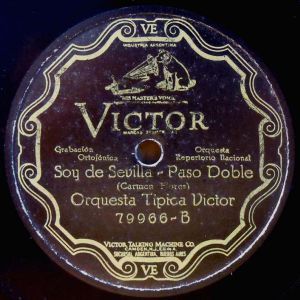 VE
INDUSTRIA ARGENTINA
"HIS MASTER'S VOICE"
VICTOR
Grabación Orquesta
Ortofónica Repertorio Nacional
Soy de Sevilla - Paso Doble
(Carmen Flores)
Orquesta Típica Victor
79966-B
VICTOR TALKING MACHINE CO.
CAMDEN, N.J., E.U.A.
SUCURSAL ARGENTINA, BUENOS AIRES
VE